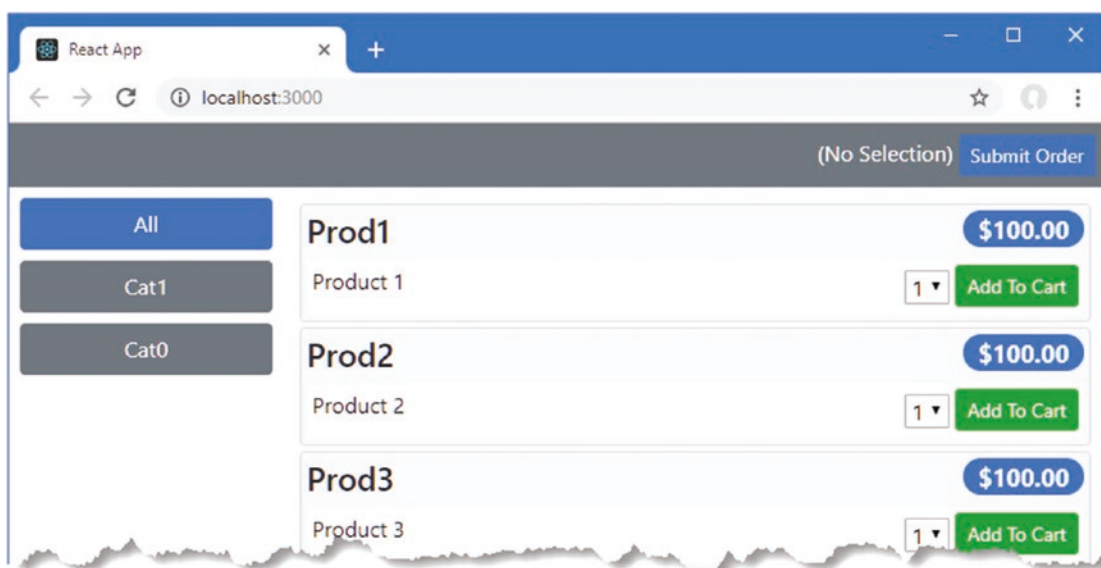 React App
localhost:3000
(No Selection) Submit Order
All
Cat1
Cat0
Prod1 $100.00
Product 1 1 Add To Cart
Prod2 $100.00
Product 2 1 Add To Cart
Prod3 $100.00
Product 3 1 Add To Cart